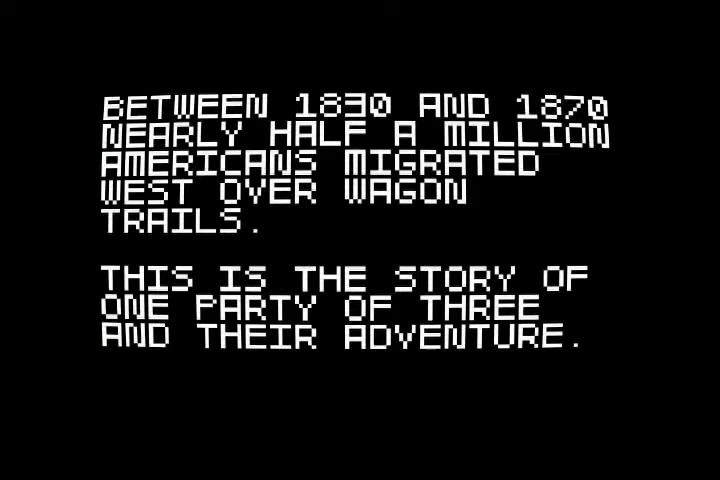 BETWEEN 1830 AND 1870
NEARLY HALF A MILLION
AMERICANS MIGRATED
WEST OVER WAGON
TRAILS.
THIS IS THE STORY OF
ONE PARTY OF THREE
AND THEIR ADVENTURE.